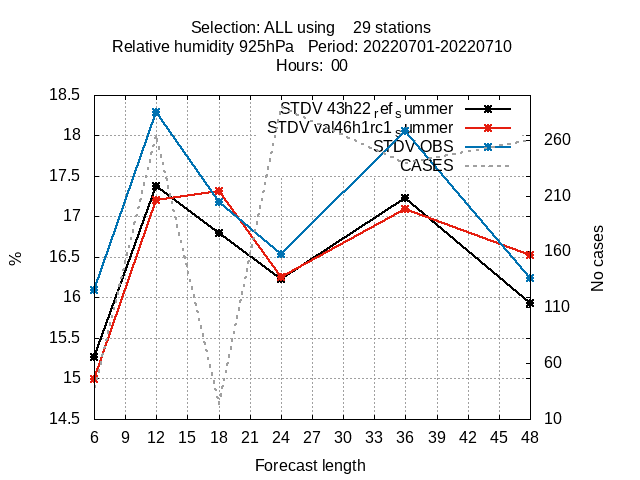 Selection: ALL using 29 stations
Relative humidity 925hPa Period: 20220701-20220710
Hours: 00
STDV 43h22ref_summer
STDV val46h1rc1_summer
STDV OBS
CASES
18.5
18
17.5
17
16.5
16
15.5
15
14.5
%
260
210
160
110
60
10
No cases
6 9 12 15 18 21 24 27 30 33 36 39 42 45 48
Forecast length